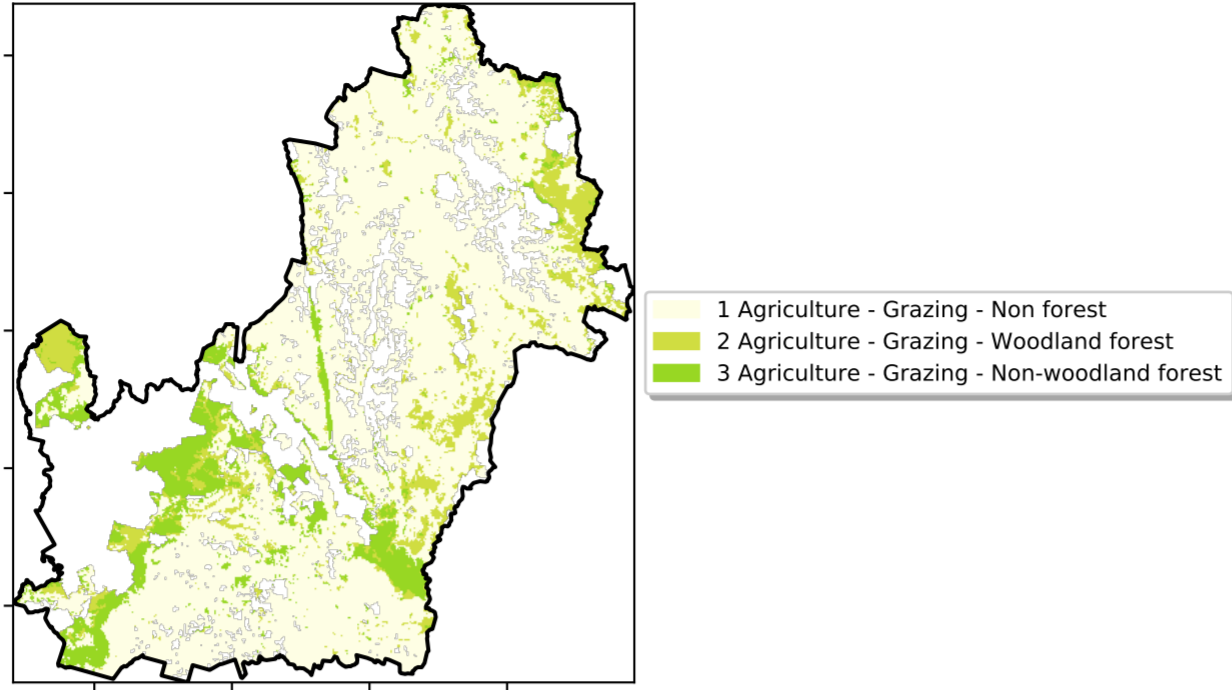 1 Agriculture - Grazing - Non forest
2 Agriculture - Grazing - Woodland forest
3 Agriculture - Grazing - Non-woodland forest